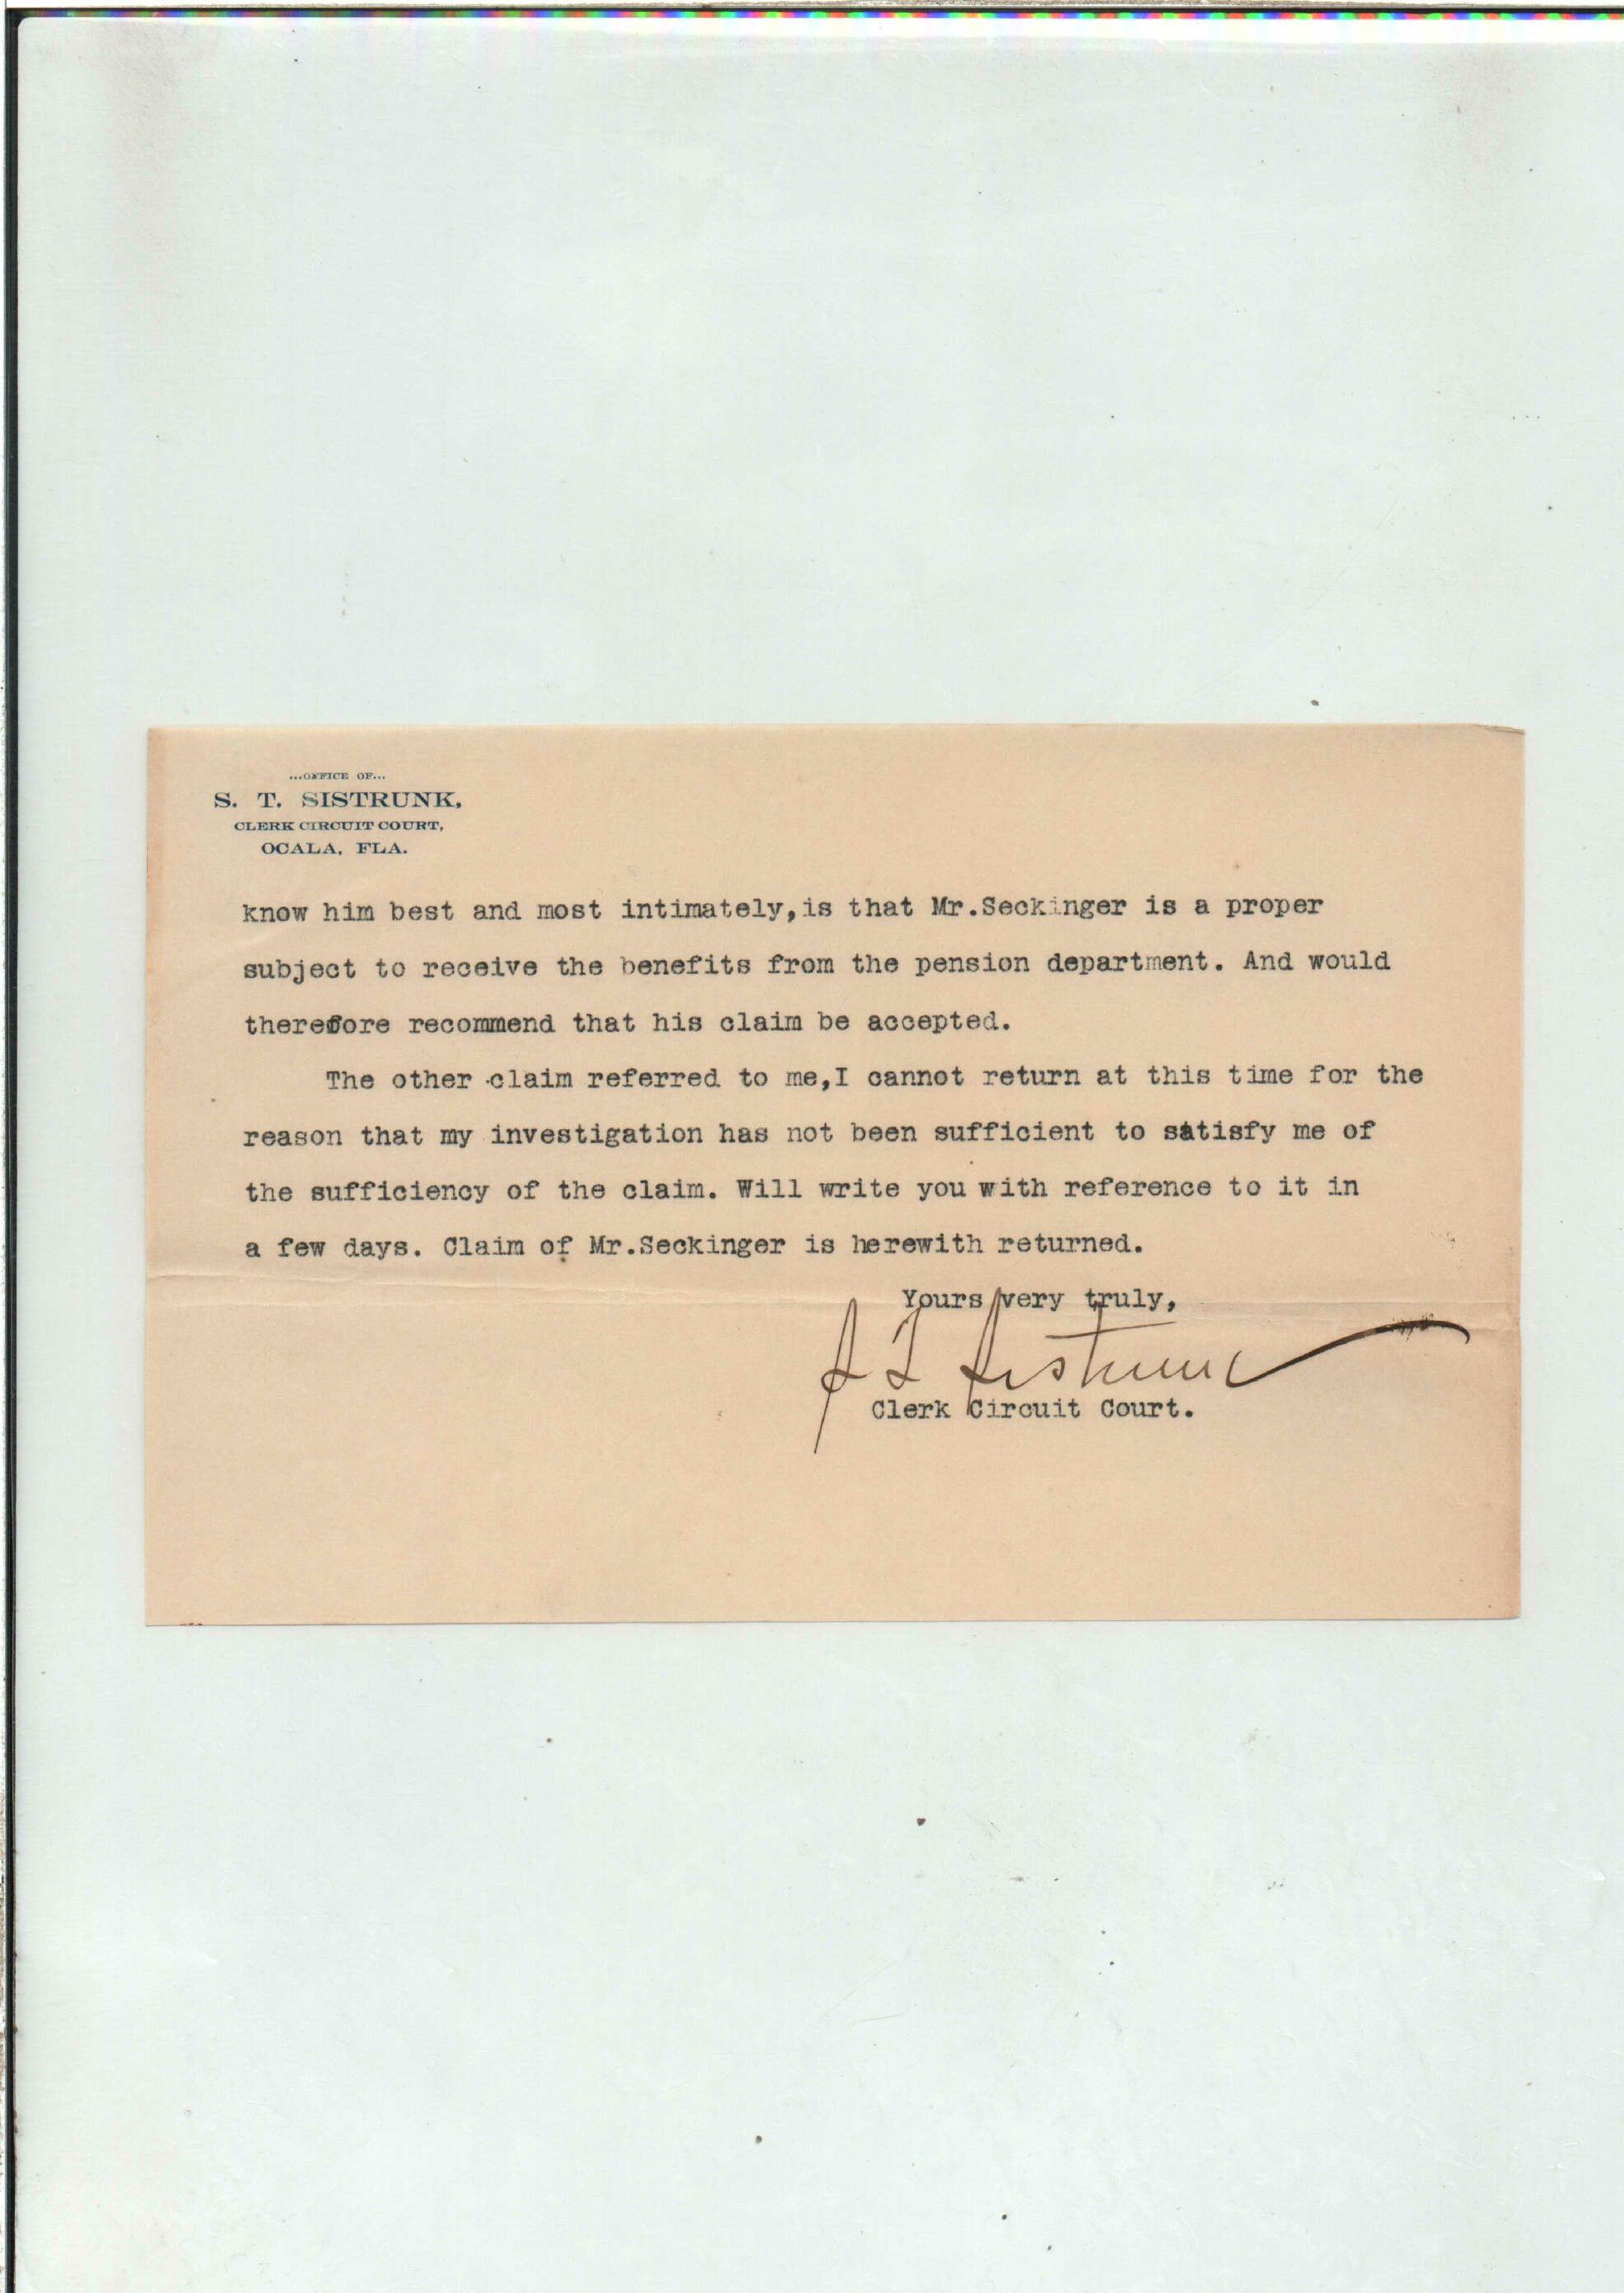 ...OFFICE OF...
S. T. SISTRUNK,
CLERK CIRCUIT COURT,
OCALA, FLA.
know him best and most intimately,is that Mr.Seckinger is a proper
subject to receive the benefits from the pension department. And would
therefore recommend that his claim be accepted.
The other claim referred to me,I cannot return at this time for the
reason that my investigation has not been sufficient to satisfy me of
the sufficiency of the claim. Will write you with reference to it in
a few days. Claim of Mr.Seckinger is herewith returned.
Yours very truly,
S T Sistrunk
Clerk Circuit Court.